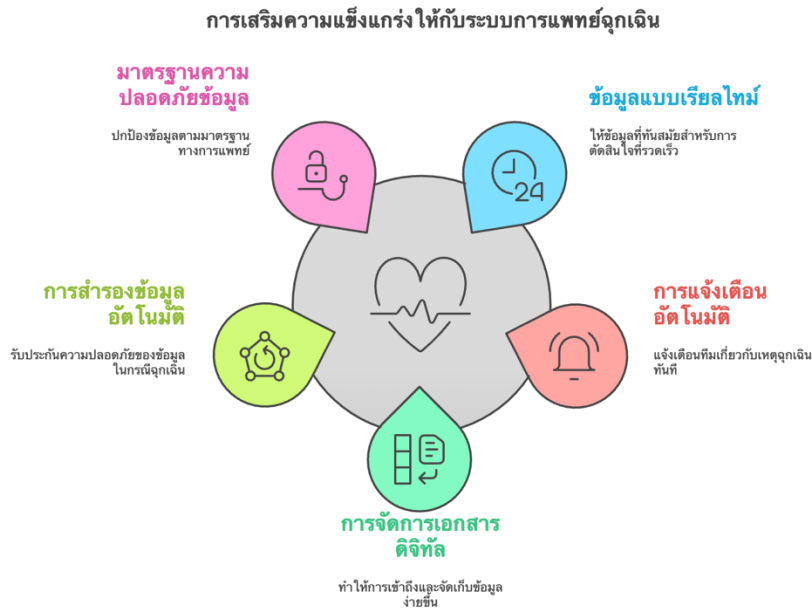 การเสริมความแข็งแกร่งให้กับระบบการแพทย์ฉุกเฉิน
มาตรฐานความ
ปลอดภัยข้อมูล
ปกป้องข้อมูลตามมาตรฐาน
ทางการแพทย์
ข้อมูลแบบเรียลไทม์
ให้ข้อมูลที่ทันสมัยสำหรับการ
ตัดสินใจที่รวดเร็ว
24
การสำรองข้อมูล
อัตโนมัติ
รับประกันความปลอดภัยของข้อมูล
ในกรณีฉุกเฉิน
การแจ้งเตือน
อัตโนมัติ
แจ้งเตือนทีมเกี่ยวกับเหตุฉุกเฉิน
ทันที
การจัดการเอกสาร
ดิจิทัล
ทำให้การเข้าถึงและจัดเก็บข้อมูล
ง่ายขึ้น